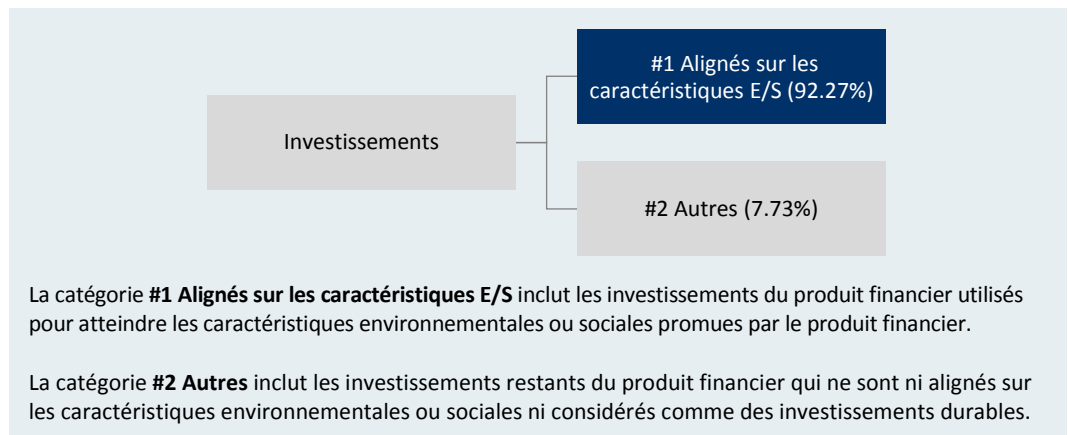 #1 Alignés sur les
caractéristiques E/S (92.27%)
Investissements
#2 Autres (7.73%)
La catégorie #1 Alignés sur les caractéristiques E/S inclut les investissements du produit financier utilisés
pour atteindre les caractéristiques environnementales ou sociales promues par le produit financier.
La catégorie #2 Autres inclut les investissements restants du produit financier qui ne sont ni alignés sur
les caractéristiques environnementales ou sociales ni considérés comme des investissements durables.